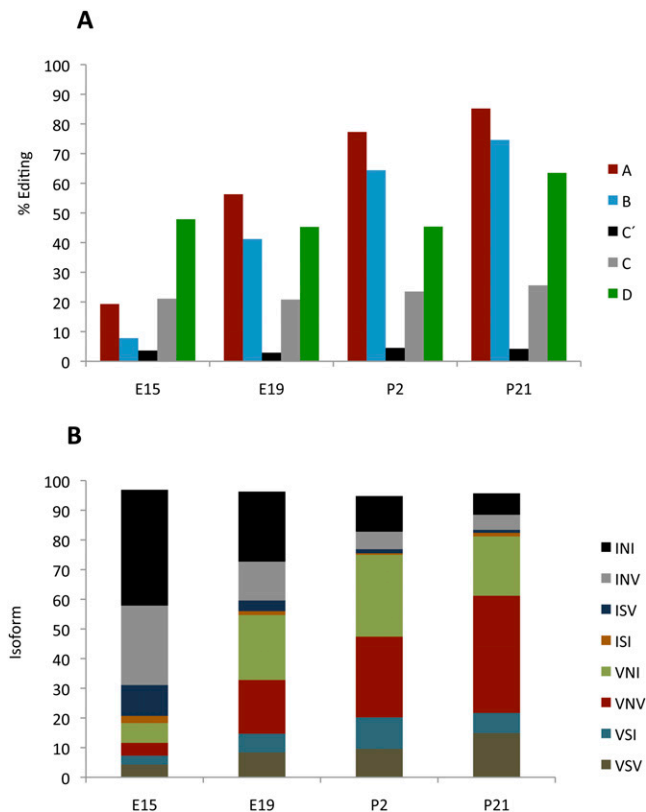 A
% Editing
100
90
80
70
60
50
40
30
20
10
0
E15 E19 P2 P21
A
B
C´
C
D
B
Isoform
100
90
80
70
60
50
40
30
20
10
0
E15 E19 P2 P21
INI
INV
ISV
ISI
VNI
VNV
VSI
VSV